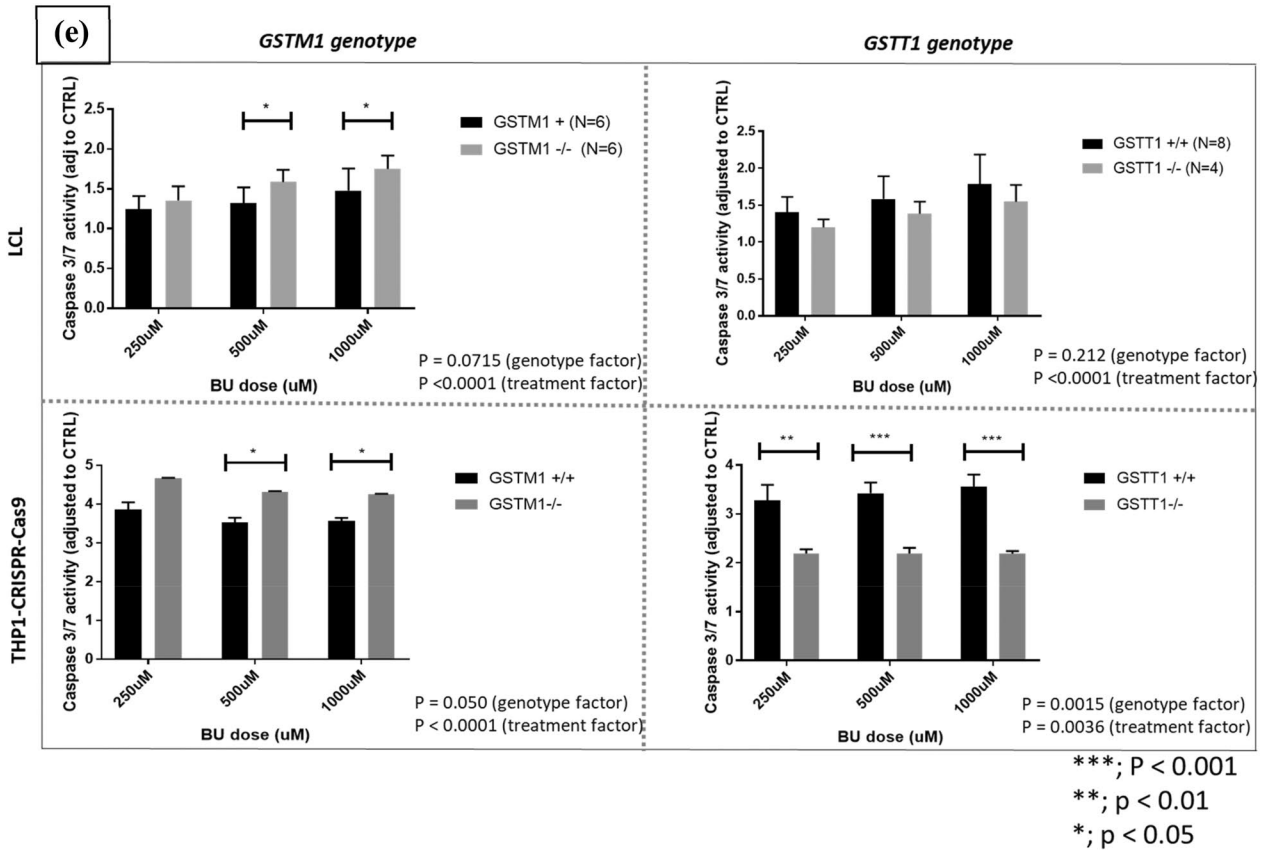 (e)
GSTM1 genotype
GSTT1 genotype
LCL
Caspase 3/7 activity (adj to CTRL)
2.5
2.0
1.5
1.0
0.5
0.0
*
*
GSTM1 + (N=6)
GSTM1 -/- (N=6)
250uM
500uM
1000uM
BU dose (uM)
P = 0.0715 (genotype factor)
P <0.0001 (treatment factor)
Caspase 3/7 activity (adjusted to CTRL)
2.5
2.0
1.5
1.0
0.5
0.0
GSTT1 +/+ (N=8)
GSTT1 -/- (N=4)
250uM
500uM
1000uM
BU dose (uM)
P = 0.212 (genotype factor)
P <0.0001 (treatment factor)
THP1-CRISPR-Cas9
Caspase 3/7 activity (adjusted to CTRL)
5
4
3
2
1
0
*
*
GSTM1 +/+
GSTM1-/-
250uM
500uM
1000uM
BU dose (uM)
P = 0.050 (genotype factor)
P < 0.0001 (treatment factor)
Caspase 3/7 activity (adjusted to CTRL)
4
3
2
1
0
**
***
***
GSTT1 +/+
GSTT1-/-
250uM
500uM
1000uM
BU dose (uM)
P = 0.0015 (genotype factor)
P = 0.0036 (treatment factor)
***; P < 0.001
**; p < 0.01
*; p < 0.05